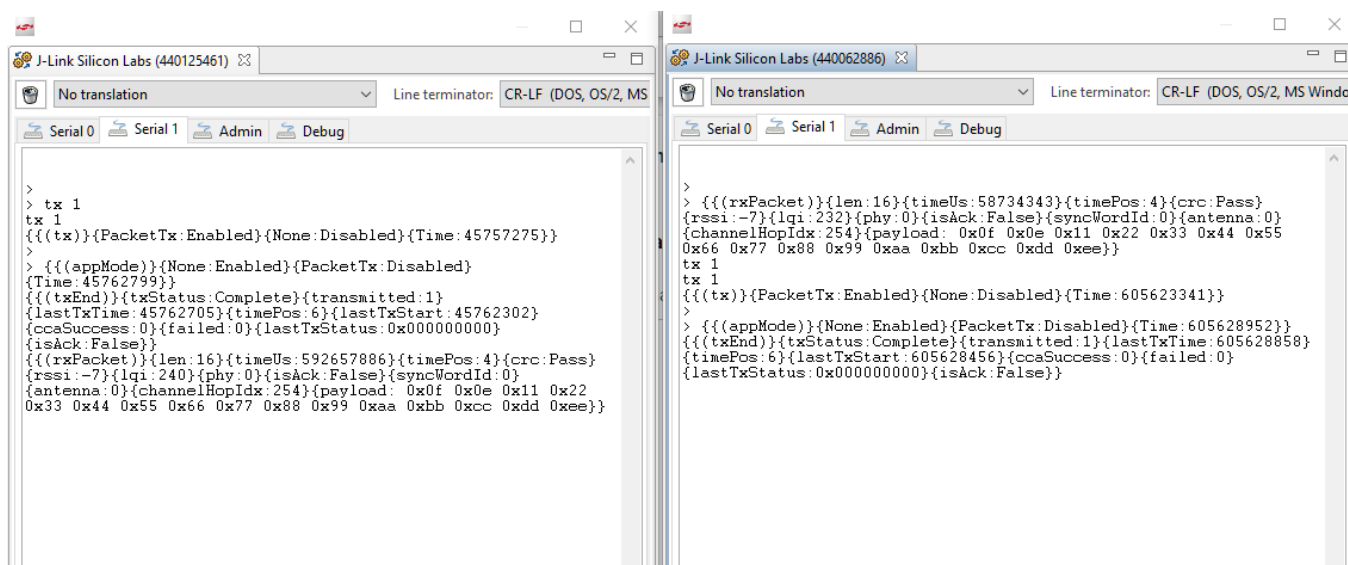 J-Link Silicon Labs (440125461)
No translation
Line terminator: CR-LF (DOS, OS/2, MS
Serial 0 Serial 1 Admin Debug
>
> tx 1
tx 1
{{(tx)}{PacketTx:Enabled}{None:Disabled}{Time:45757275}}
>
> {{(appMode)}{None:Enabled}{PacketTx:Disabled}
{Time:45762799}}
{{(txEnd)}{txStatus:Complete}{transmitted:1}
{lastTxTime:45762705}{timePos:6}{lastTxStart:45762302}
{ccaSuccess:0}{failed:0}{lastTxStatus:0x000000000}
{isAck:False}}
{{(rxPacket)}{len:16}{timeUs:592657886}{timePos:4}{crc:Pass}
{rssi:-7}{lqi:240}{phy:0}{isAck:False}{syncWordId:0}
{antenna:0}{channelHopIdx:254}{payload: 0x0f 0x0e 0x11 0x22
0x33 0x44 0x55 0x66 0x77 0x88 0x99 0xaa 0xbb 0xcc 0xdd 0xee}}
J-Link Silicon Labs (440062886)
No translation
Line terminator: CR-LF (DOS, OS/2, MS Windo
Serial 0 Serial 1 Admin Debug
>
> {{(rxPacket)}{len:16}{timeUs:58734343}{timePos:4}{crc:Pass}
{rssi:-7}{lqi:232}{phy:0}{isAck:False}{syncWordId:0}{antenna:0}
{channelHopIdx:254}{payload: 0x0f 0x0e 0x11 0x22 0x33 0x44 0x55
0x66 0x77 0x88 0x99 0xaa 0xbb 0xcc 0xdd 0xee}}
tx 1
tx 1
{{(tx)}{PacketTx:Enabled}{None:Disabled}{Time:605623341}}
>
> {{(appMode)}{None:Enabled}{PacketTx:Disabled}{Time:605628952}}
{{(txEnd)}{txStatus:Complete}{transmitted:1}{lastTxTime:605628858}
{timePos:6}{lastTxStart:605628456}{ccaSuccess:0}{failed:0}
{lastTxStatus:0x000000000}{isAck:False}}